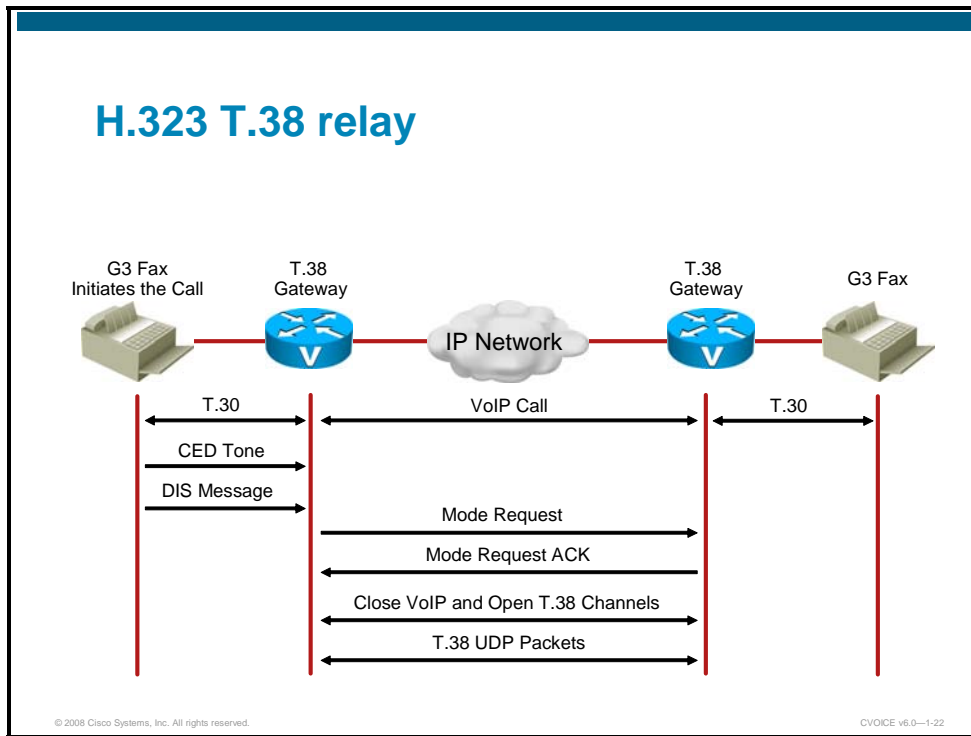 H.323 T.38 relay
G3 Fax
Initiates the Call
T.38
Gateway
T.38
Gateway
G3 Fax
IP Network
V
V
T.30
VoIP Call
T.30
CED Tone
DIS Message
Mode Request
Mode Request ACK
Close VoIP and Open T.38 Channels
T.38 UDP Packets
© 2008 Cisco Systems, Inc. All rights reserved.
CVOICE v6.0—1-22